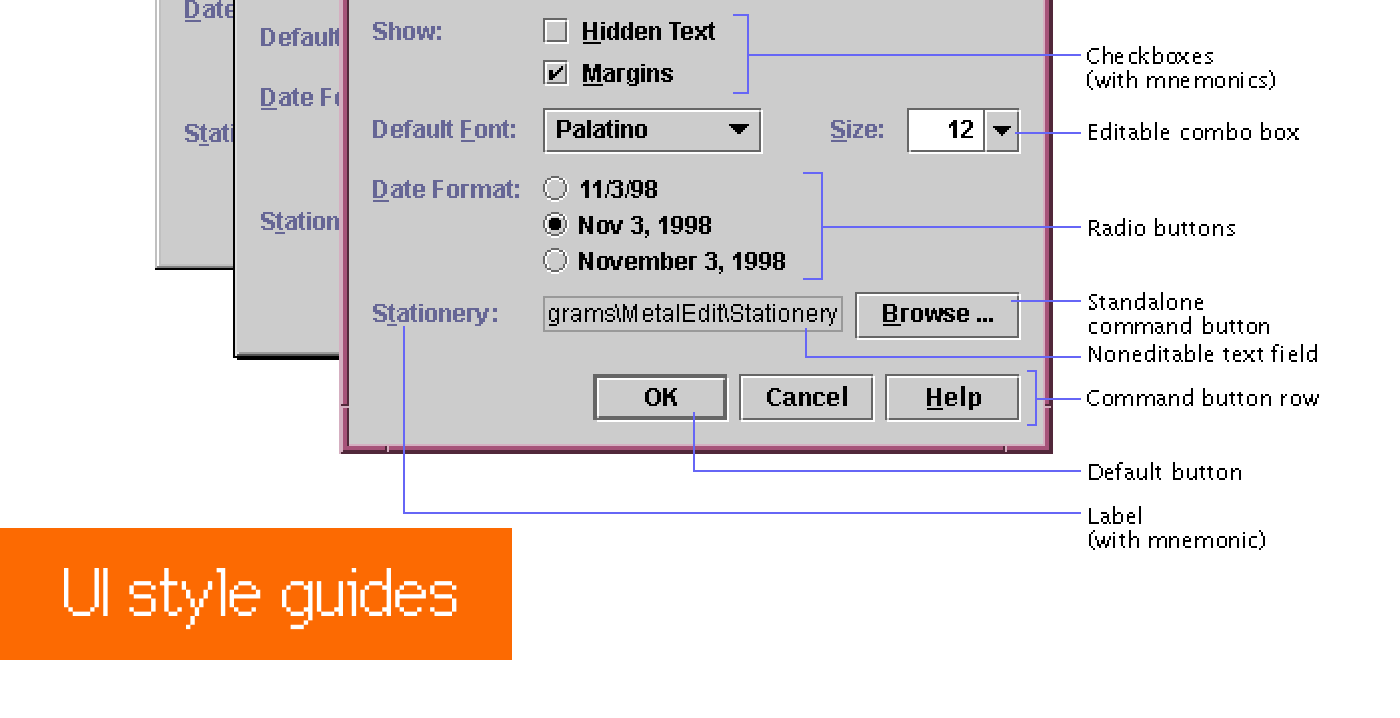 Date
Default
Date Fo
Stati
Station
Show:
Hidden Text
Margins
Default Font:
Palatino
Size:
12
Date Format:
11/3/98
Nov 3, 1998
November 3, 1998
Stationery:
grams\MetalEdit\Stationery
Browse ...
OK
Cancel
Help
Checkboxes
(with mnemonics)
Editable combo box
Radio buttons
Standalone
command button
Noneditable text field
Command button row
Default button
Label
(with mnemonic)
UI style guides